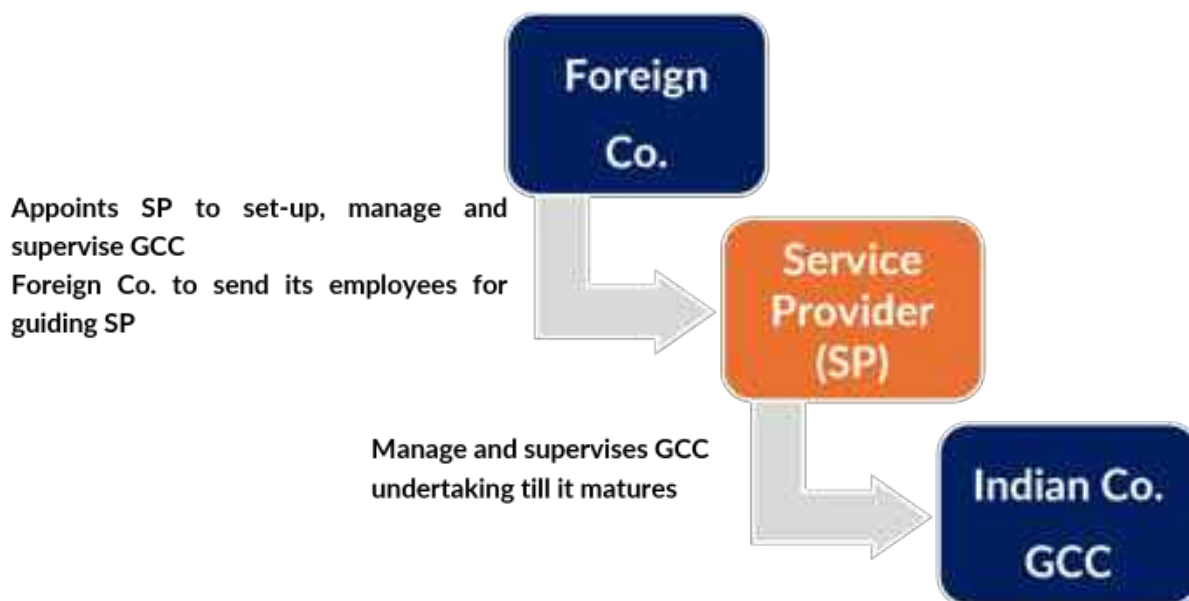 Foreign
Co.
Appoints SP to set-up, manage and
supervise GCC
Foreign Co. to send its employees for
guiding SP
Service
Provider
(SP)
Manage and supervises GCC
undertaking till it matures
Indian Co.
GCC